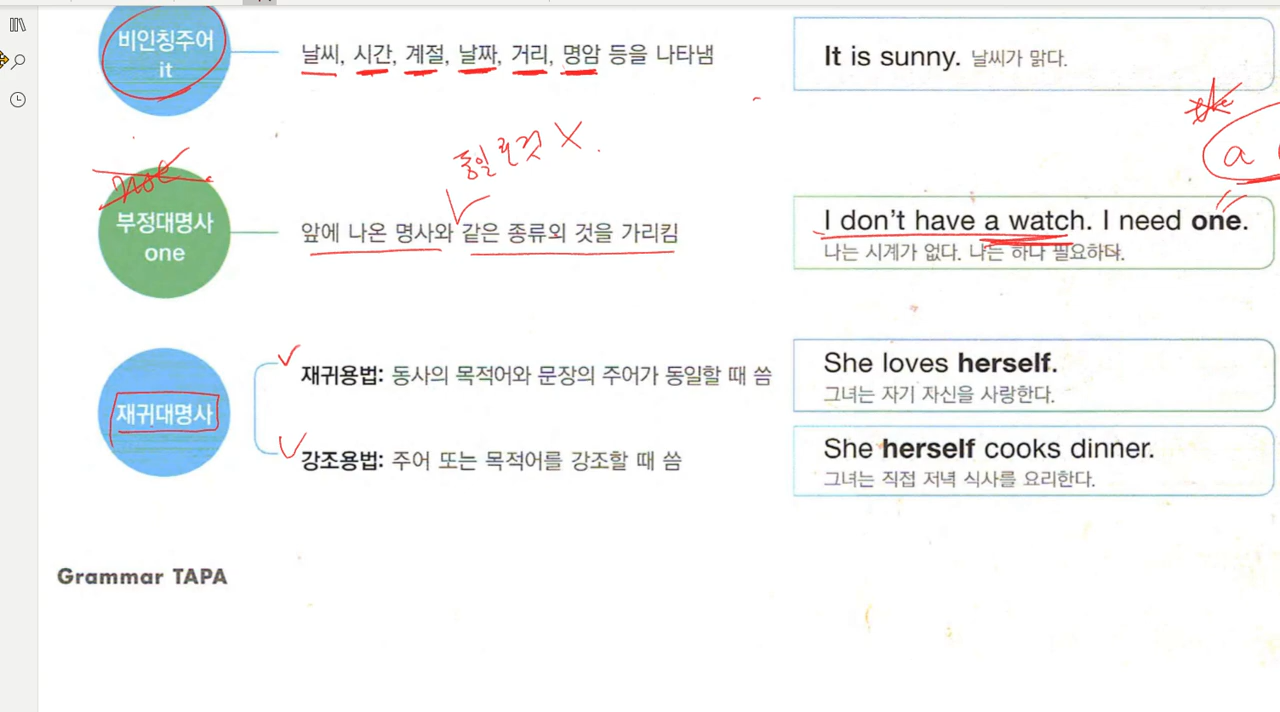 비인칭주어
it
날씨, 시간, 계절, 날짜, 거리, 명암 등을 나타냄
It is sunny. 날씨가 맑다.
동일한것 X.
the
a
not
부정대명사
one
앞에 나온 명사와 같은 종류의 것을 가리킴
I don't have a watch. I need one.
나는 시계가 없다. 나는 하나 필요하다.
재귀대명사
재귀용법: 동사의 목적어와 문장의 주어가 동일할 때 씀
She loves herself.
그녀는 자기 자신을 사랑한다.
강조용법: 주어 또는 목적어를 강조할 때 씀
She herself cooks dinner.
그녀는 직접 저녁 식사를 요리한다.
Grammar TAPA